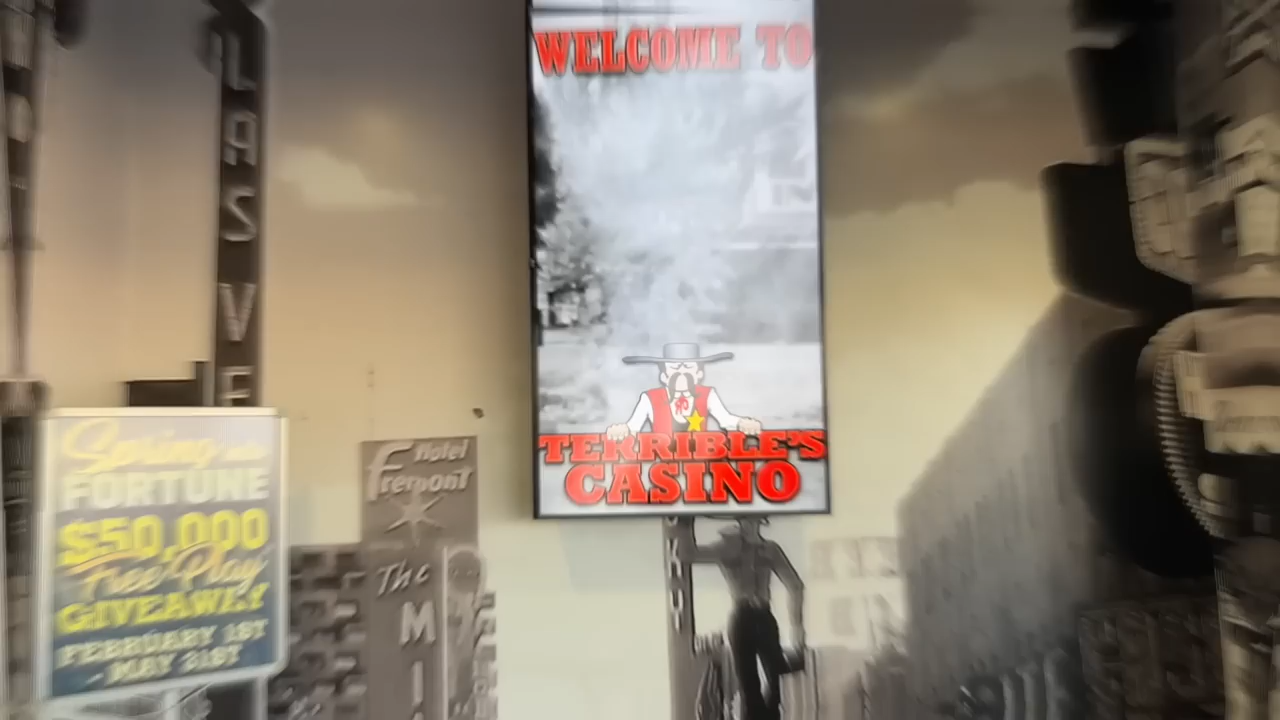 WELCOME TO
TERRIBLE'S
CASINO
LAS VE
Hotel
Fremont
The
MI
Spring
FORTUNE
$50,000
Free Play
GIVEAWAY
FEBRUARY 1ST
- MAY 31ST